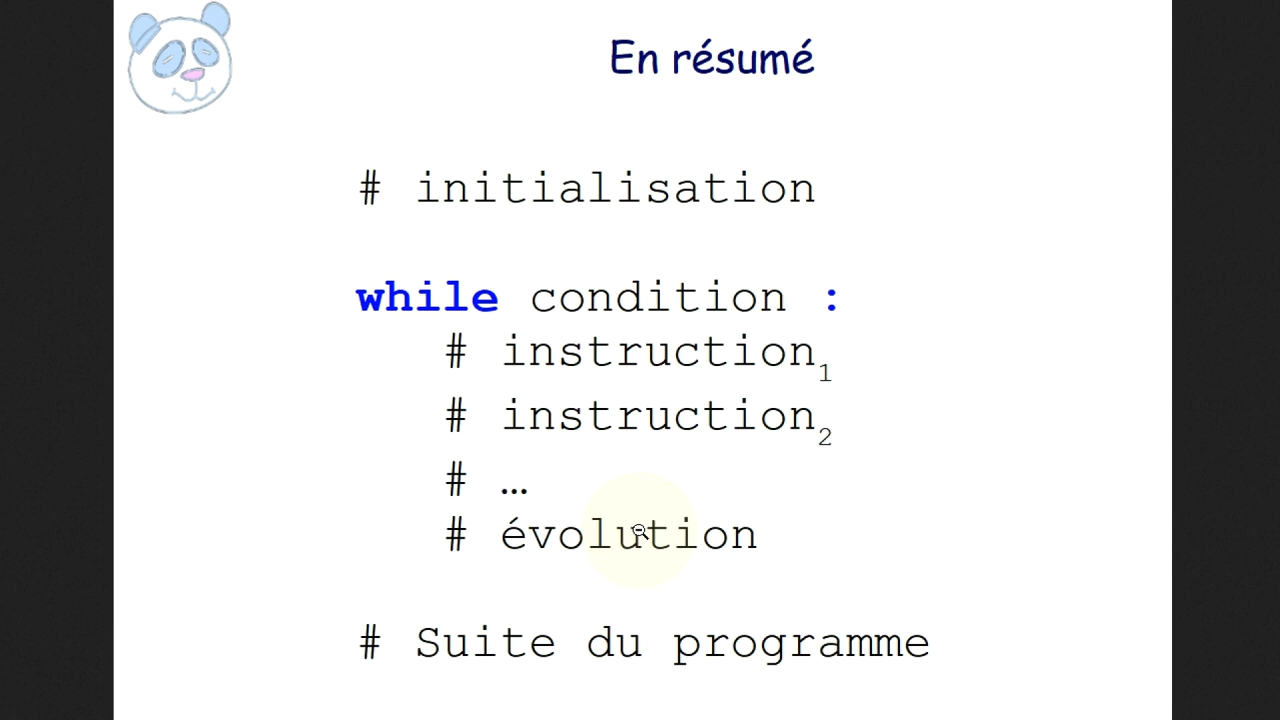 En résumé
# initialisation
while condition :
# instruction1
# instruction2
# …
# évolution
# Suite du programme